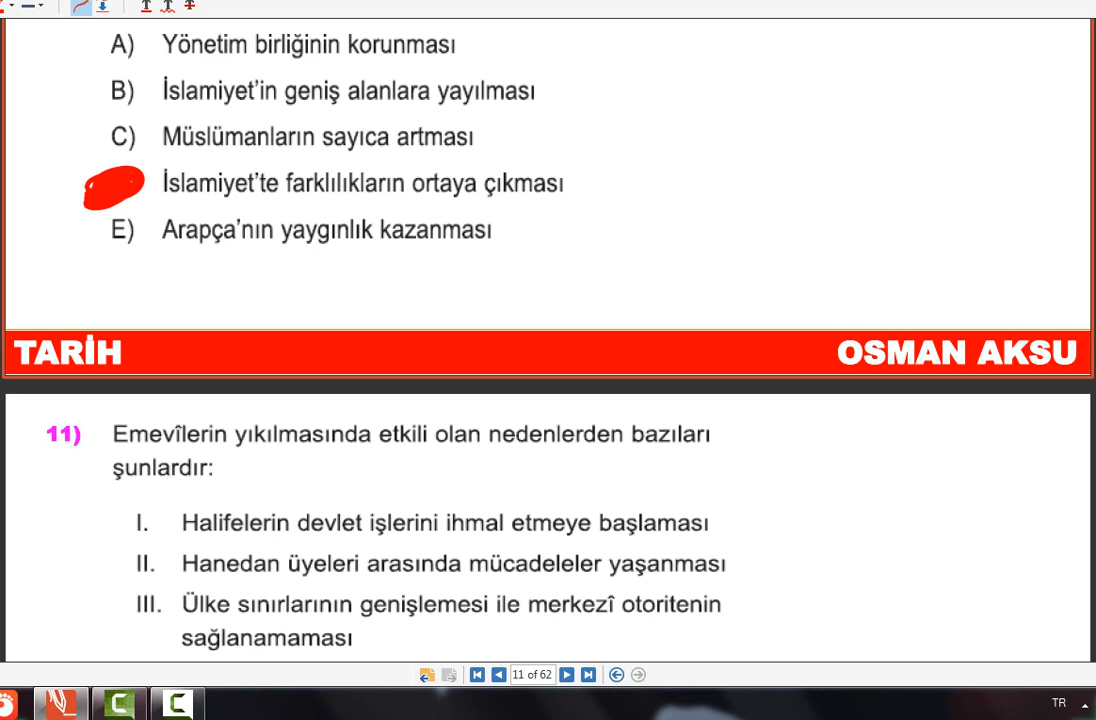 A) Yönetim birliğinin korunması
B) İslamiyet'in geniş alanlara yayılması
C) Müslümanların sayıca artması
İslamiyet'te farklılıkların ortaya çıkması
E) Arapça'nın yaygınlık kazanması
TARİH OSMAN AKSU
11) Emevîlerin yıkılmasında etkili olan nedenlerden bazıları
şunlardır:
I. Halifelerin devlet işlerini ihmal etmeye başlaması
II. Hanedan üyeleri arasında mücadeleler yaşanması
III. Ülke sınırlarının genişlemesi ile merkezî otoritenin
sağlanamaması
11 of 62
TR